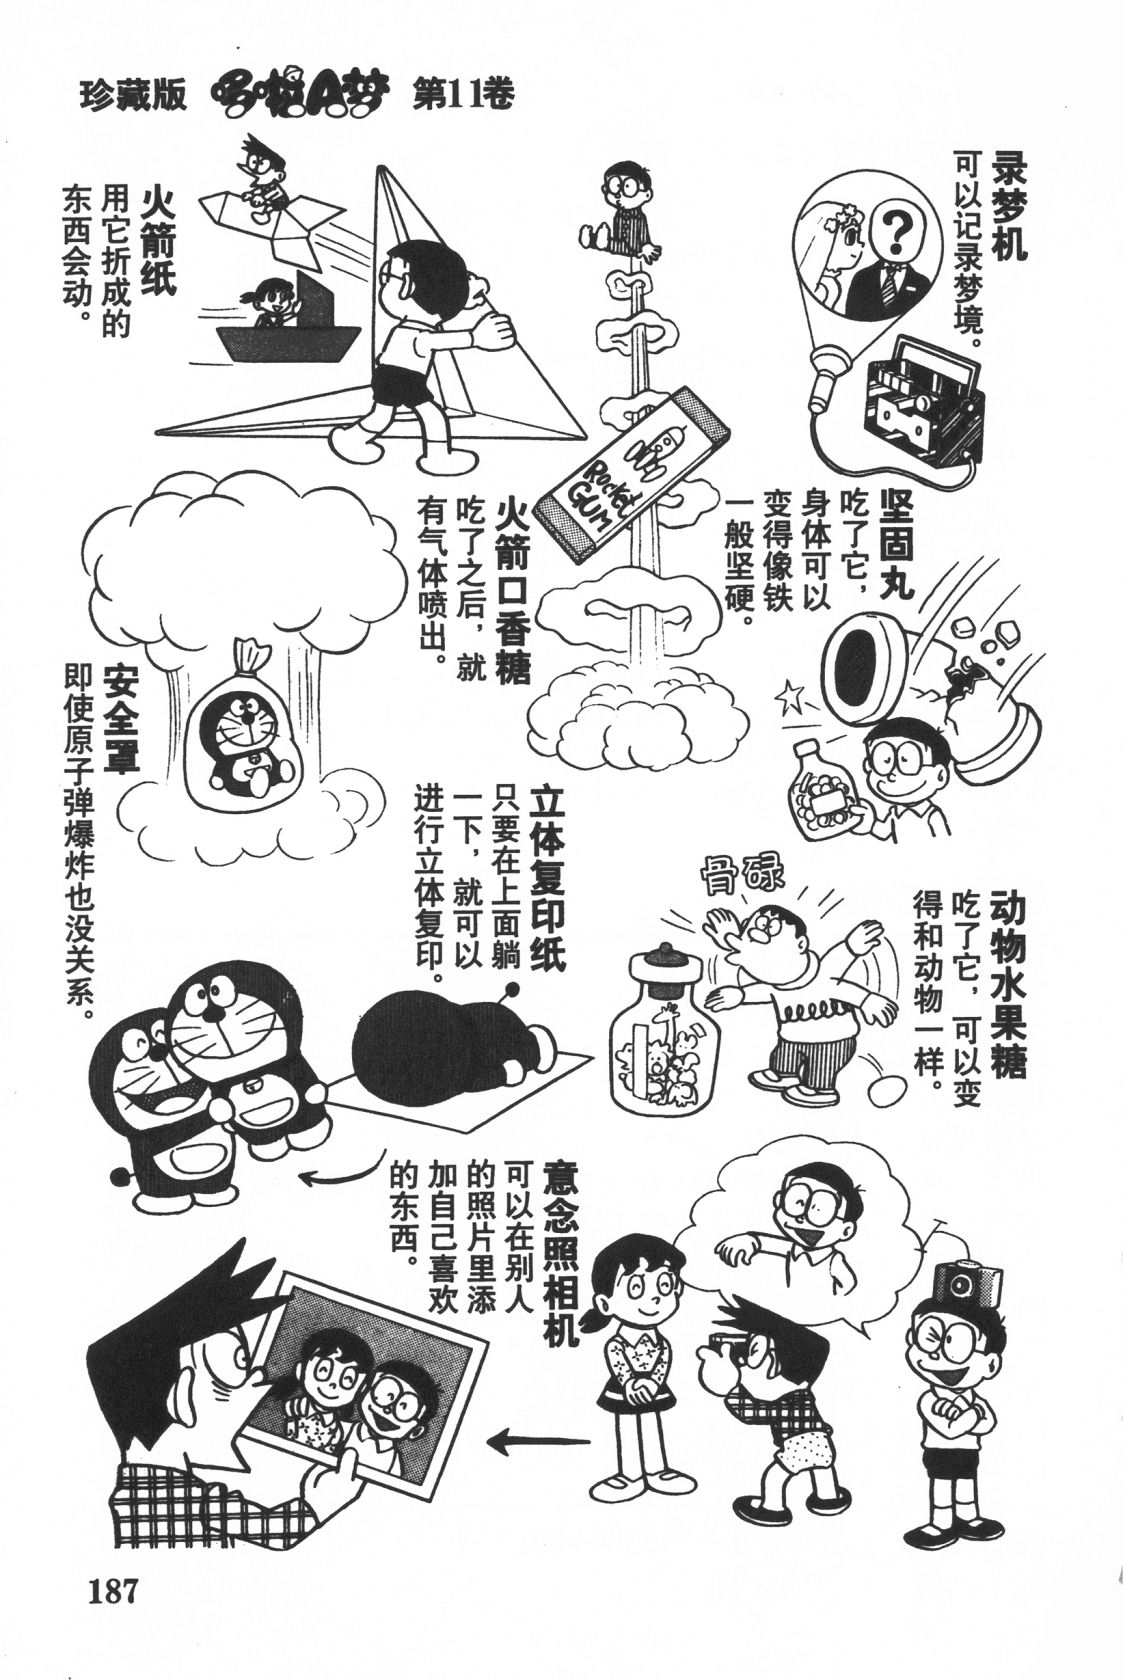 珍藏版 哆啦A梦 第11卷
录梦机
可以记录梦境。
火箭纸
用它折成的
东西会动。
坚固丸
吃了它，
身体可以
变得像铁
一般坚硬。
Rocket
GUM
火箭口香糖
吃了之后，就
有气体喷出。
安全罩
即使原子弹爆炸也没关系。
动物水果糖
吃了它，可以变
得和动物一样。
骨碌
立体复印纸
只要在上面躺
一下，就可以
进行立体复印。
意念照相机
可以在别人
的照片里添
加自己喜欢
的东西。
187